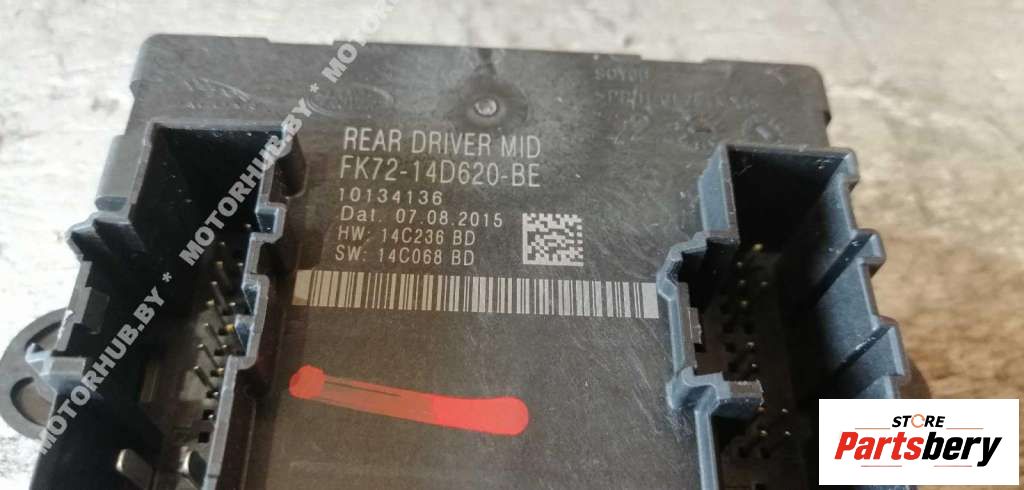 REAR DRIVER MID
FK72-14D620-BE
10134136
Dat. 07.08.2015
HW: 14C236 BD
SW: 14C068 BD
MOTORHUB.BY * MOTORHUB.BY * MOTORHUB.BY *
STORE
Partsbery